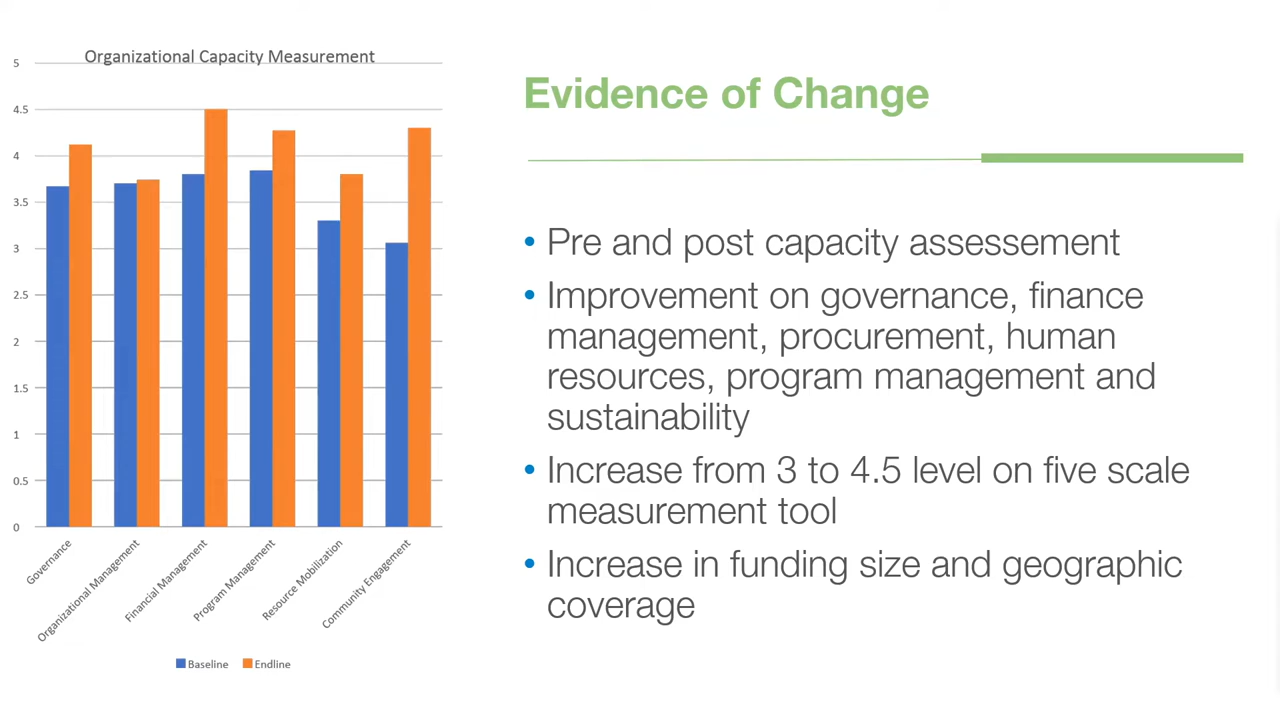 Organizational Capacity Measurement
5
4.5
4
3.5
3
2.5
2
1.5
1
0.5
0
Governance
Organizational Management
Financial Management
Program Management
Resource Mobilization
Community Engagement
Baseline Endline
Evidence of Change
• Pre and post capacity assessement
• Improvement on governance, finance
management, procurement, human
resources, program management and
sustainability
• Increase from 3 to 4.5 level on five scale
measurement tool
• Increase in funding size and geographic
coverage